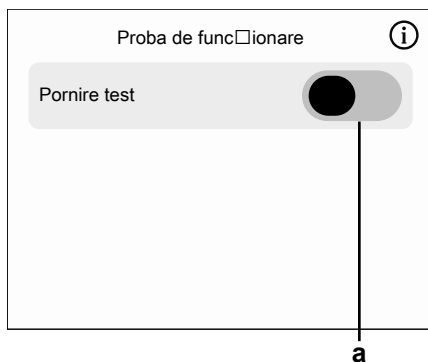 Proba de func□ionare
i
Pornire test
a